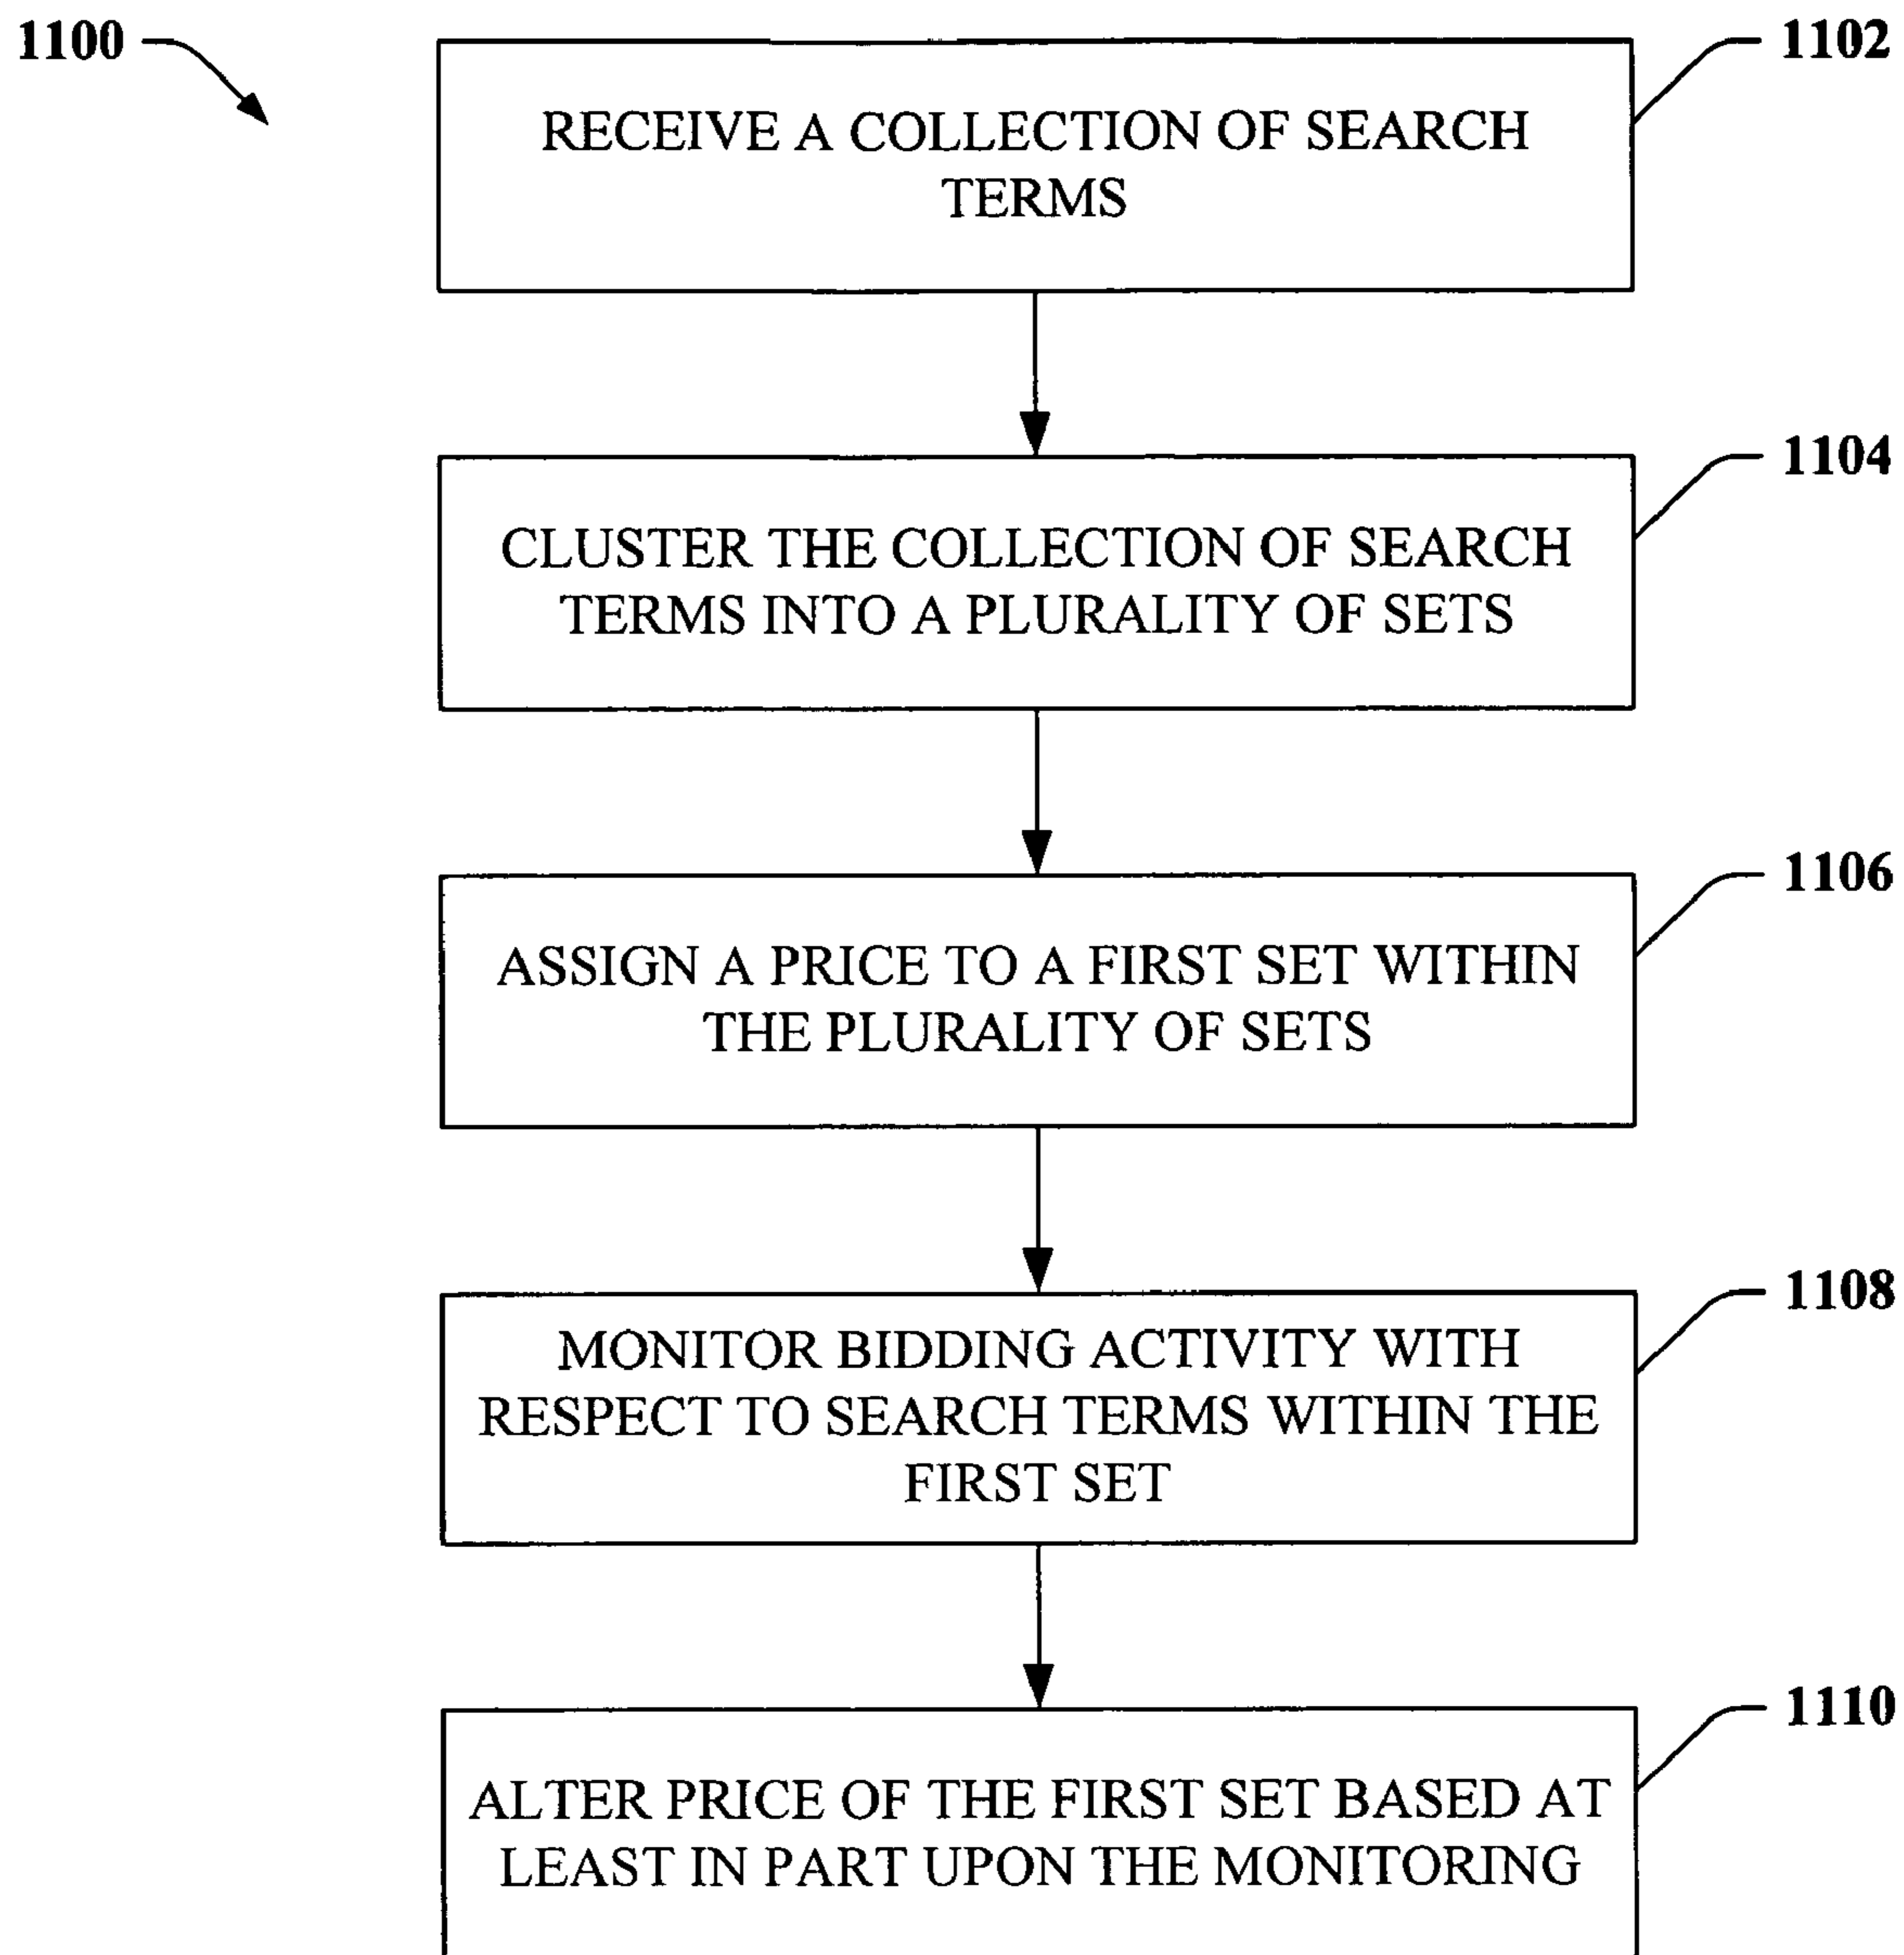 1100
1102
RECEIVE A COLLECTION OF SEARCH
TERMS
1104
CLUSTER THE COLLECTION OF SEARCH
TERMS INTO A PLURALITY OF SETS
1106
ASSIGN A PRICE TO A FIRST SET WITHIN
THE PLURALITY OF SETS
1108
MONITOR BIDDING ACTIVITY WITH
RESPECT TO SEARCH TERMS WITHIN THE
FIRST SET
1110
ALTER PRICE OF THE FIRST SET BASED AT
LEAST IN PART UPON THE MONITORING